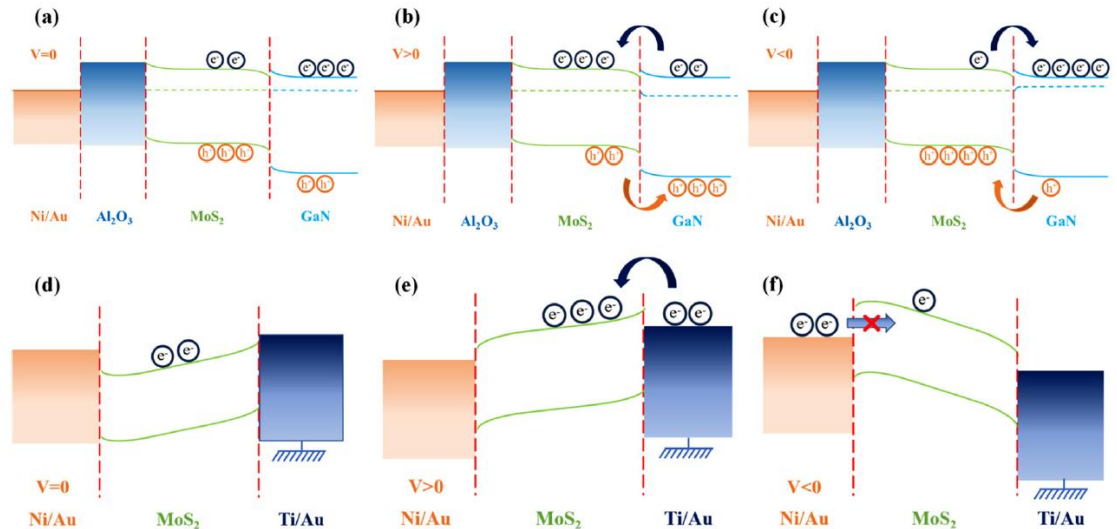 (a)
V=0
e⁻ e⁻
e⁻ e⁻ e⁻
h⁺ h⁺ h⁺
h⁺ h⁺
Ni/Au Al₂O₃ MoS₂ GaN
(b)
V>0
e⁻ e⁻ e⁻
e⁻ e⁻
h⁺ h⁺
h⁺ h⁺ h⁺
Ni/Au Al₂O₃ MoS₂ GaN
(c)
V<0
e⁻
e⁻ e⁻ e⁻ e⁻
h⁺ h⁺ h⁺ h⁺
h⁺
Ni/Au Al₂O₃ MoS₂ GaN
(d)
e⁻ e⁻
V=0
Ni/Au MoS₂ Ti/Au
(e)
e⁻ e⁻ e⁻
e⁻ e⁻
V>0
Ni/Au MoS₂ Ti/Au
(f)
e⁻ e⁻
e⁻
V<0
Ni/Au MoS₂ Ti/Au